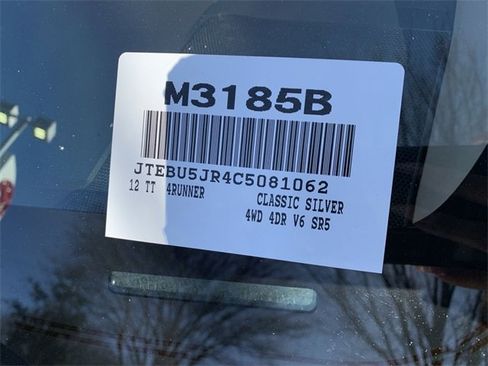 M3185B
JTEBU5JR4C5081062
12 TT 4RUNNER CLASSIC SILVER
4WD 4DR V6 SR5